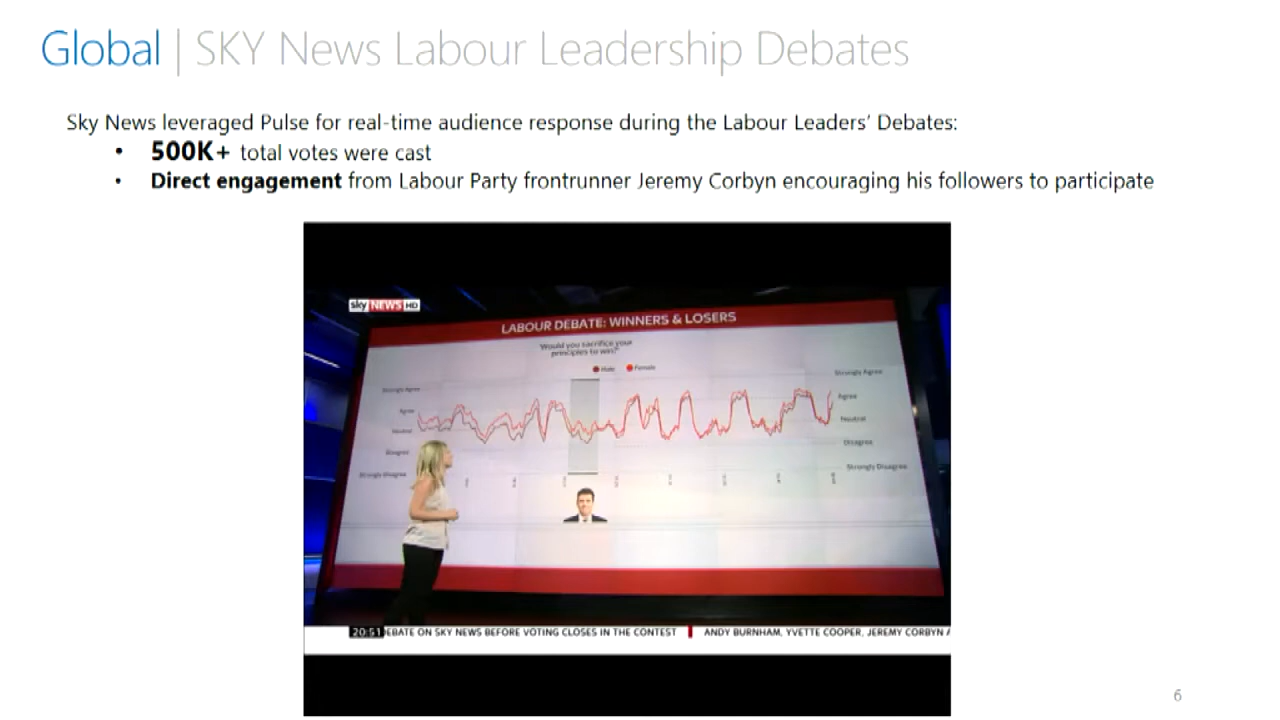 Global | SKY News Labour Leadership Debates
Sky News leveraged Pulse for real-time audience response during the Labour Leaders' Debates:
• 500K+ total votes were cast
• Direct engagement from Labour Party frontrunner Jeremy Corbyn encouraging his followers to participate
sky NEWS HD
LABOUR DEBATE: WINNERS & LOSERS
"Would you sacrifice your
principles to win?"
Male Female
Strongly Agree
Agree
Neutral
Disagree
Strongly Disagree
Strongly Agree
Agree
Neutral
Disagree
Strongly Disagree
20:51 EBATE ON SKY NEWS BEFORE VOTING CLOSES IN THE CONTEST ANDY BURNHAM, YVETTE COOPER, JEREMY CORBYN
6